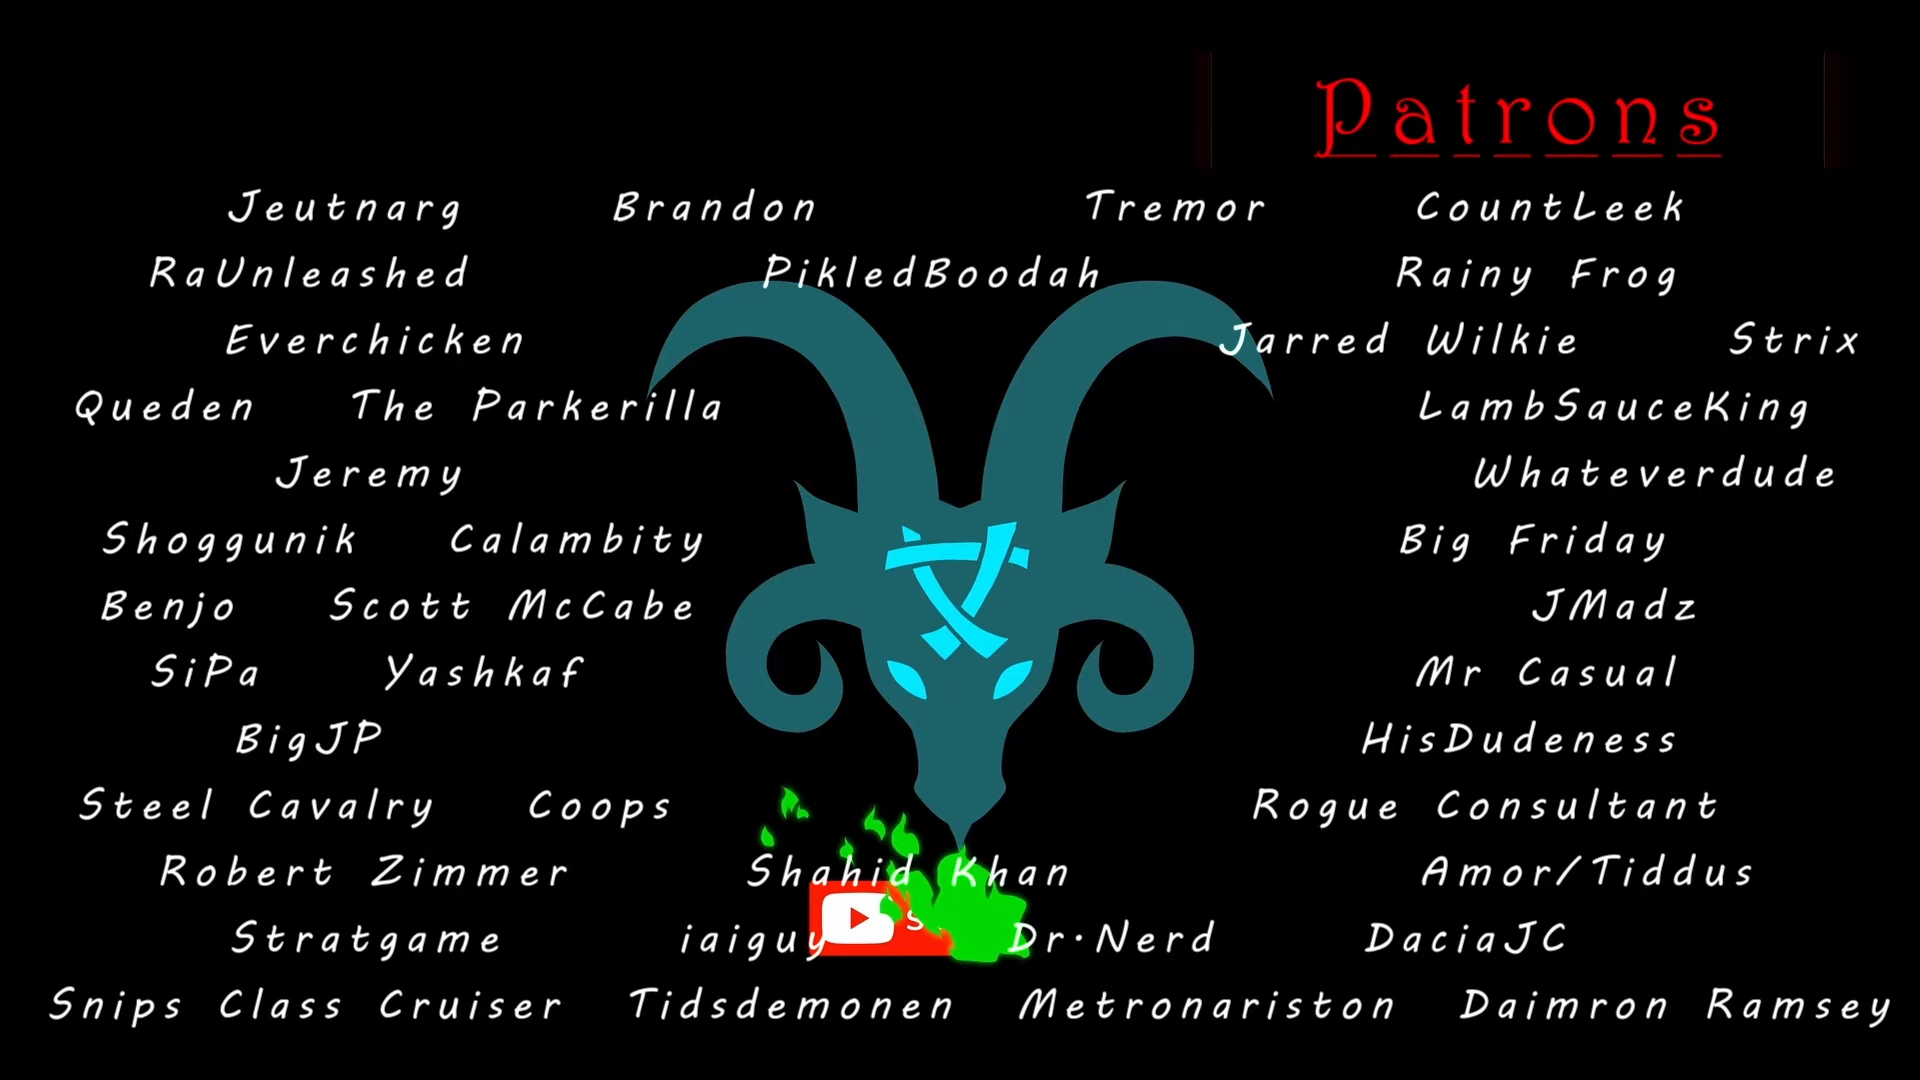 Patrons
Jeutnarg Brandon Tremor CountLeek
RaUnleashed PikledBoodah Rainy Frog
Everchicken Jarred Wilkie Strix
Queden The Parkerilla LambSauceKing
Jeremy Whateverdude
Shoggunik Calambity Big Friday
Benjo Scott McCabe JMadz
SiPa Yashkaf Mr Casual
BigJP HisDudeness
Steel Cavalry Coops Rogue Consultant
Robert Zimmer Shahid Khan Amor/Tiddus
Stratgame iaiguy Dr.Nerd DaciaJC
Snips Class Cruiser Tidsdemonen Metronariston Daimron Ramsey